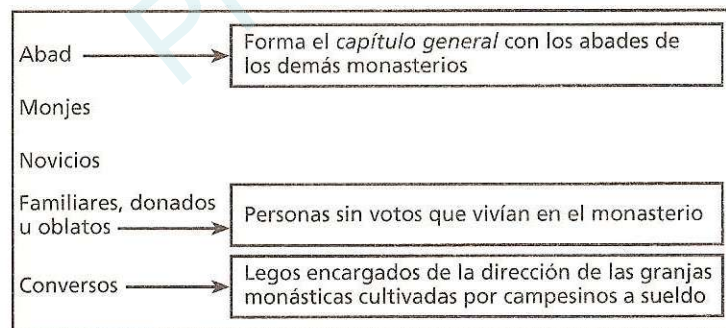 Abad
Forma el capítulo general con los abades de
los demás monasterios
Monjes
Novicios
Familiares, donados
u oblatos
Personas sin votos que vivían en el monasterio
Conversos
Legos encargados de la dirección de las granjas
monásticas cultivadas por campesinos a sueldo